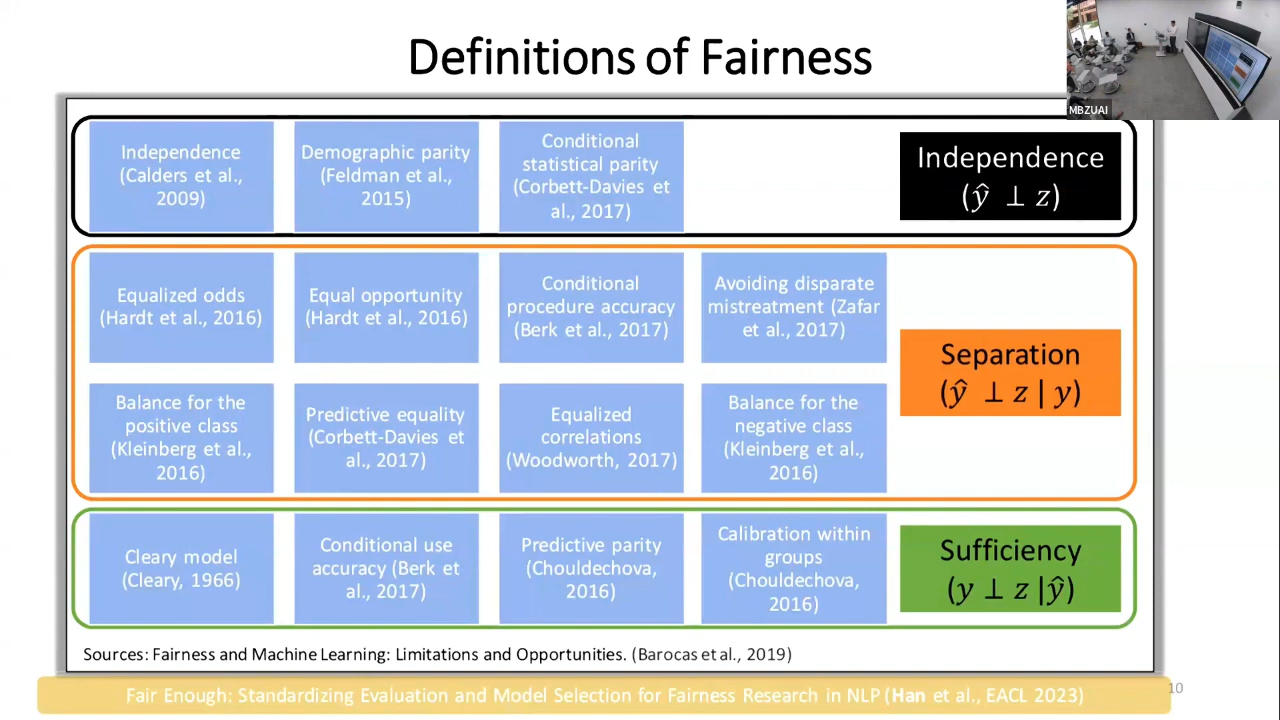 Definitions of Fairness
MBZUAI
Independence
(Calders et al.,
2009)
Demographic parity
(Feldman et al.,
2015)
Conditional
statistical parity
(Corbett-Davies et
al., 2017)
Independence
(ŷ ⊥ z)
Equalized odds
(Hardt et al., 2016)
Equal opportunity
(Hardt et al., 2016)
Conditional
procedure accuracy
(Berk et al., 2017)
Avoiding disparate
mistreatment (Zafar
et al., 2017)
Separation
(ŷ ⊥ z | y)
Balance for the
positive class
(Kleinberg et al.,
2016)
Predictive equality
(Corbett-Davies et
al., 2017)
Equalized
correlations
(Woodworth, 2017)
Balance for the
negative class
(Kleinberg et al.,
2016)
Cleary model
(Cleary, 1966)
Conditional use
accuracy (Berk et
al., 2017)
Predictive parity
(Chouldechova,
2016)
Calibration within
groups
(Chouldechova,
2016)
Sufficiency
(y ⊥ z |ŷ)
Sources: Fairness and Machine Learning: Limitations and Opportunities. (Barocas et al., 2019)
Fair Enough: Standardizing Evaluation and Model Selection for Fairness Research in NLP (Han et al., EACL 2023)
10